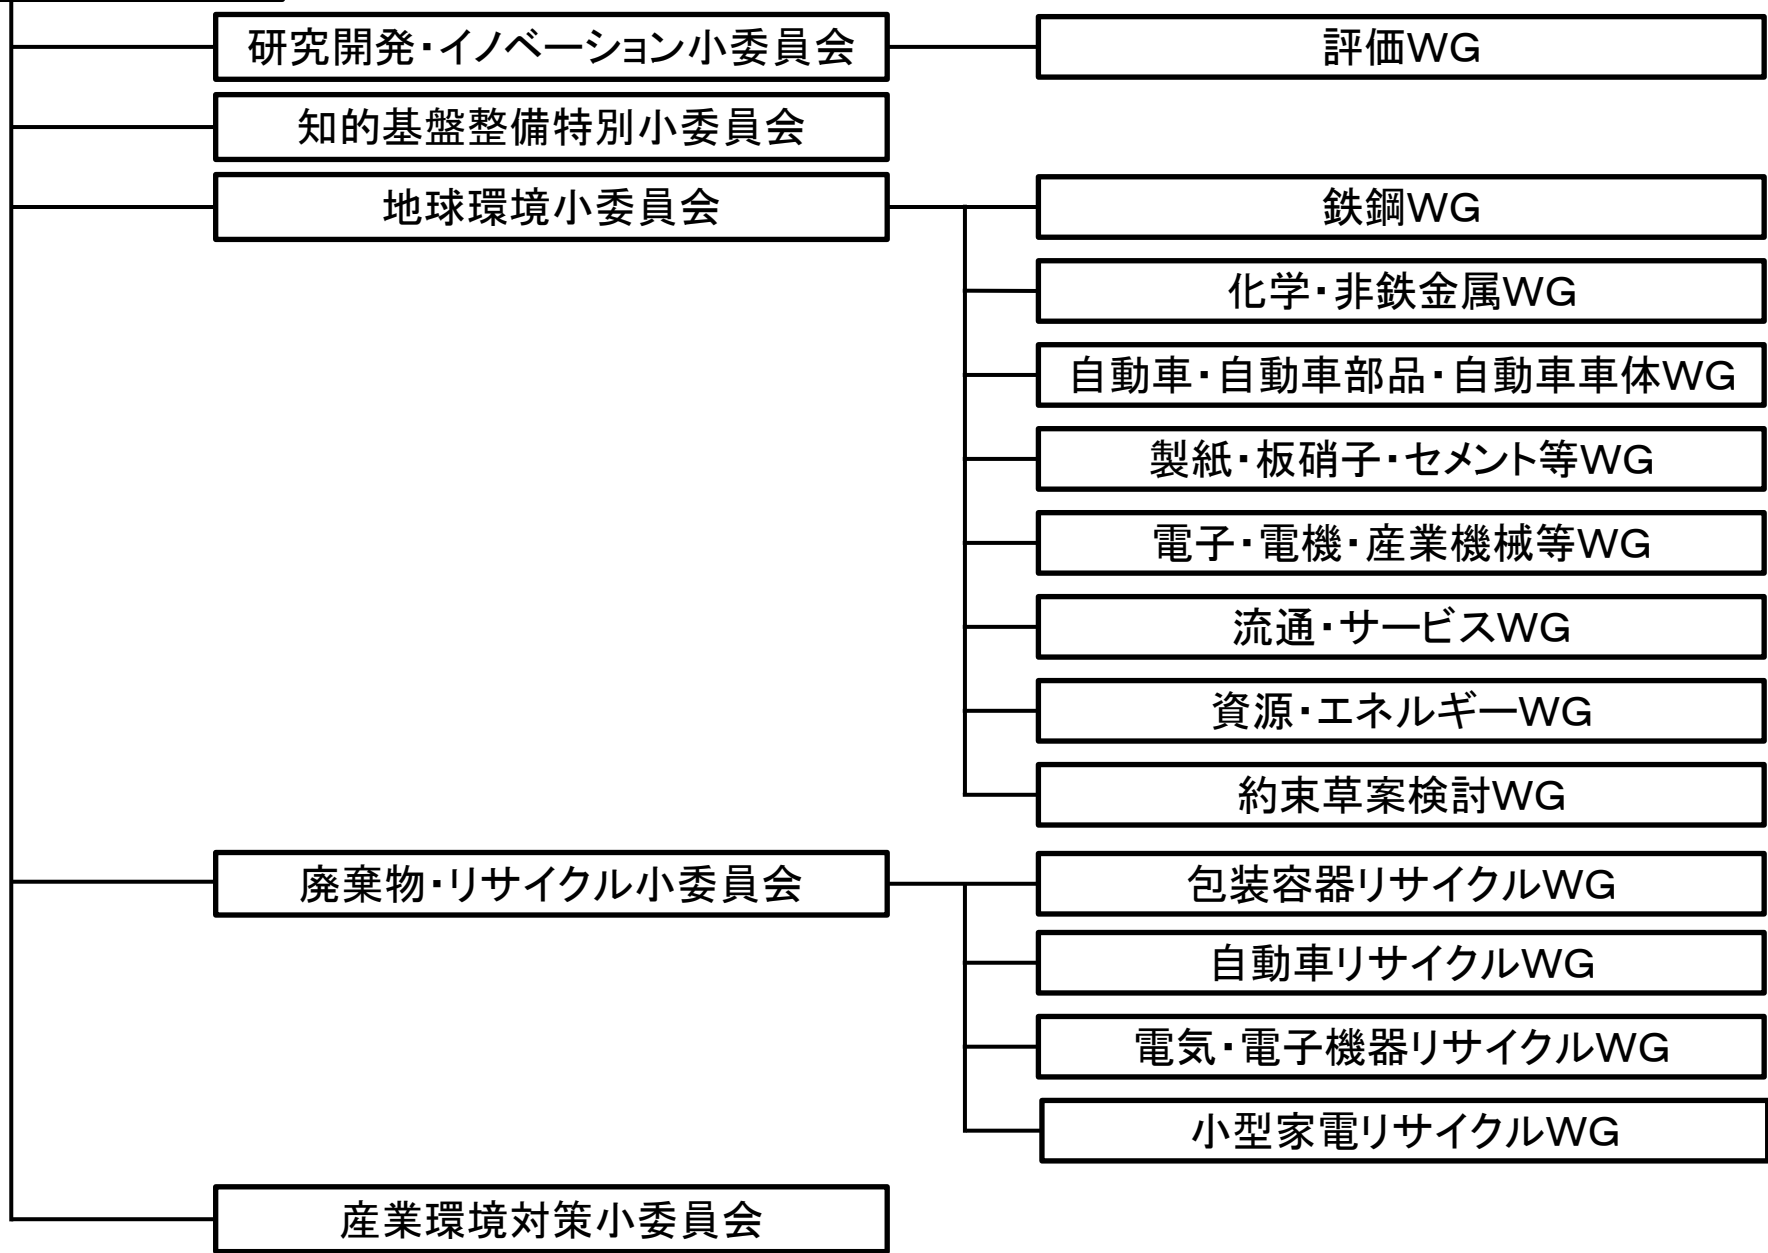 研究開発・イノベーション小委員会
評価WG
知的基盤整備特別小委員会
地球環境小委員会
鉄鋼WG
化学・非鉄金属WG
自動車・自動車部品・自動車車体WG
製紙・板硝子・セメント等WG
電子・電機・産業機械等WG
流通・サービスWG
資源・エネルギーWG
約束草案検討WG
廃棄物・リサイクル小委員会
包装容器リサイクルWG
自動車リサイクルWG
電気・電子機器リサイクルWG
小型家電リサイクルWG
産業環境対策小委員会